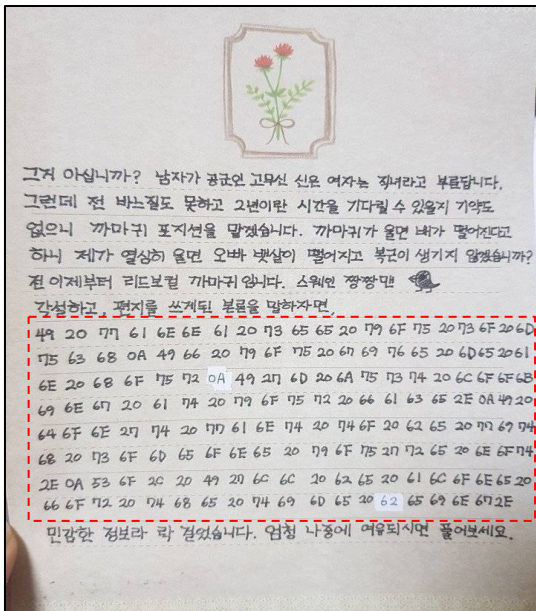 그거 아십니까? 남자가 공군인 고무신 신은 여자는 직녀라고 부른답니다.
그런데 전 바느질도 못하고 2년이란 시간을 기다릴 수 있을지 기약도
없으니 까마귀 포지션을 맡겠습니다. 까마귀가 울면 배가 떨어진다고
하니 제가 열심히 울면 오빠 뱃살이 떨어지고 복근이 생기지 않겠습니까?
전 이제부터 리드보컬 까마귀입니다. 스웨인 짱짱맨
각설하고, 편지를 쓰게된 본론을 말하자면,
49 20 77 61 6E 6E 61 20 73 65 65 20 79 6F 75 20 73 6F 20 6D
75 63 68 0A 49 66 20 79 6F 75 20 67 69 76 65 20 6D 65 20 61
6E 20 68 6F 75 72 0A 49 27 6D 20 6A 75 73 74 20 6C 6F 6F 6B
69 6E 67 20 61 74 20 79 6F 75 72 20 66 61 63 65 2E 0A 49 20
64 6F 6E 27 74 20 77 61 6E 74 20 74 6F 20 62 65 20 77 69 74
68 20 73 6F 6D 65 6F 6E 65 20 79 6F 75 27 72 65 20 6E 6F 74
2E 0A 53 6F 2C 20 49 27 6C 6C 20 62 65 20 61 6C 6F 6E 65 20
66 6F 72 20 74 68 65 20 74 69 6D 65 20 62 65 69 6E 67 2E
민감한 정보라 락 걸었습니다. 엄청 나중에 여유되시면 풀어보세요.